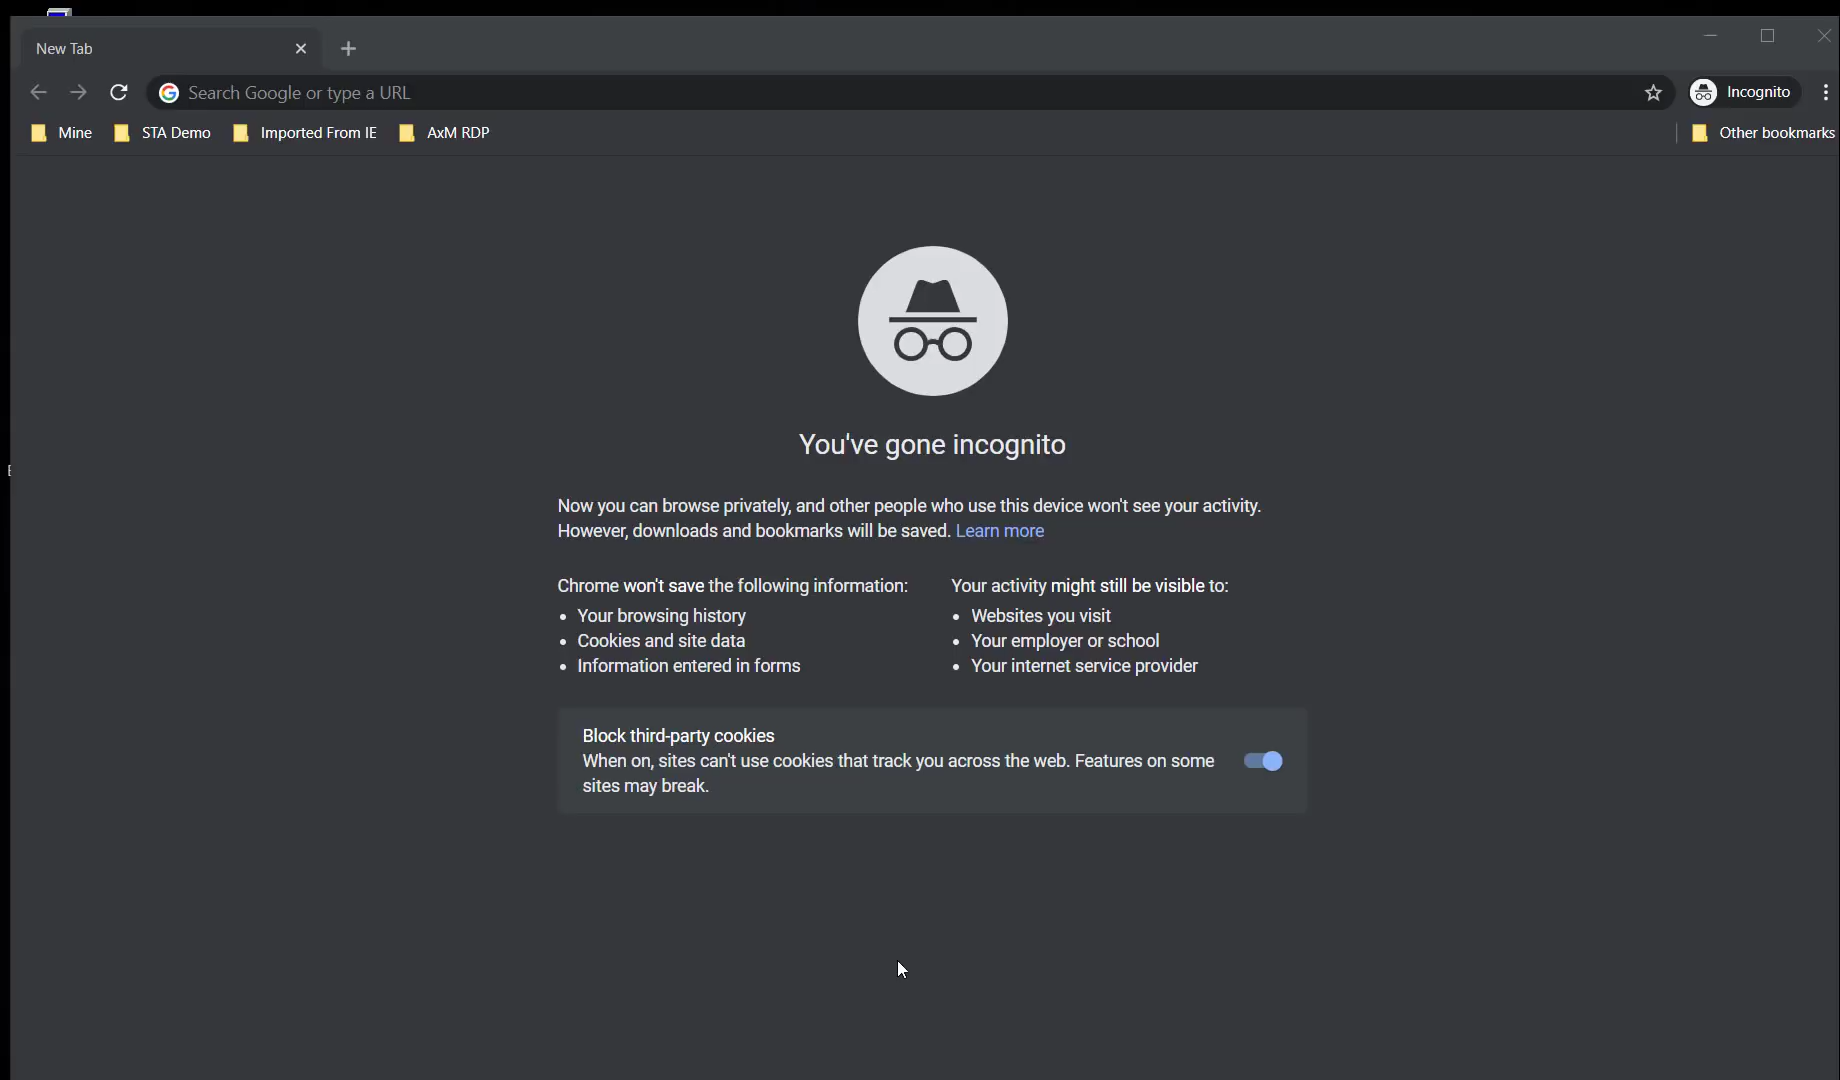 New Tab
Search Google or type a URL
Incognito
Mine STA Demo Imported From IE AxM RDP Other bookmarks
You've gone incognito
Now you can browse privately, and other people who use this device won't see your activity.
However, downloads and bookmarks will be saved. Learn more
Chrome won't save the following information:
Your browsing history
Cookies and site data
Information entered in forms
Your activity might still be visible to:
Websites you visit
Your employer or school
Your internet service provider
Block third-party cookies
When on, sites can't use cookies that track you across the web. Features on some
sites may break.